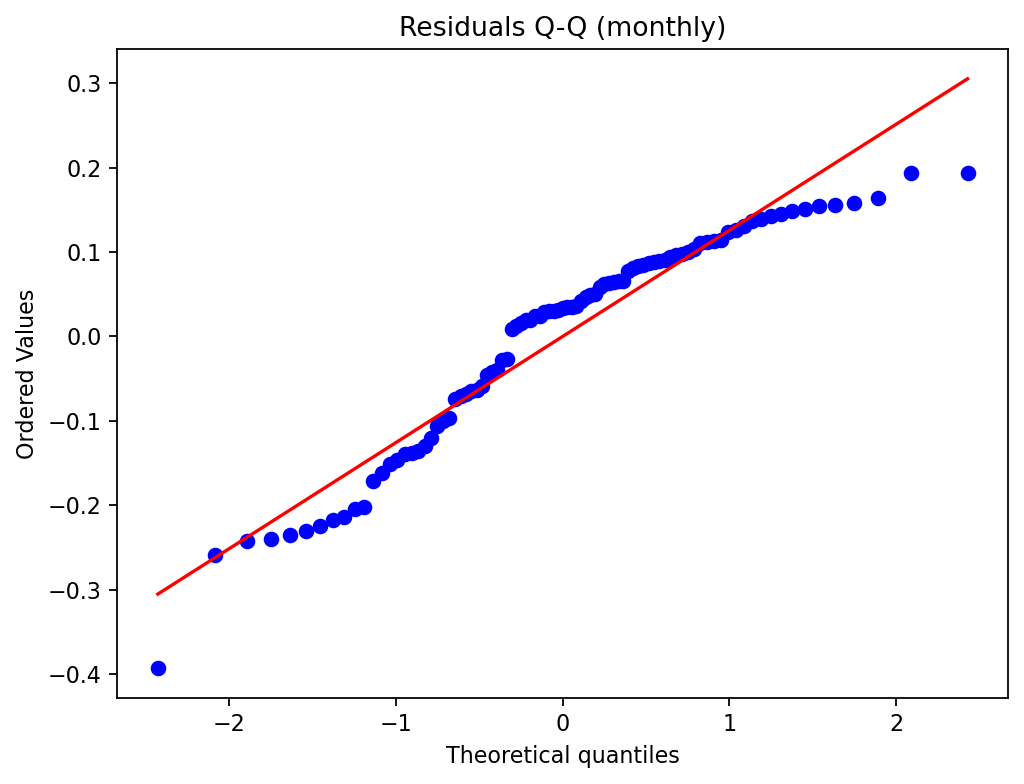 Residuals Q-Q (monthly)
0.3
0.2
0.1
0.0
−0.1
−0.2
−0.3
−0.4
Ordered Values
−2 −1 0 1 2
Theoretical quantiles